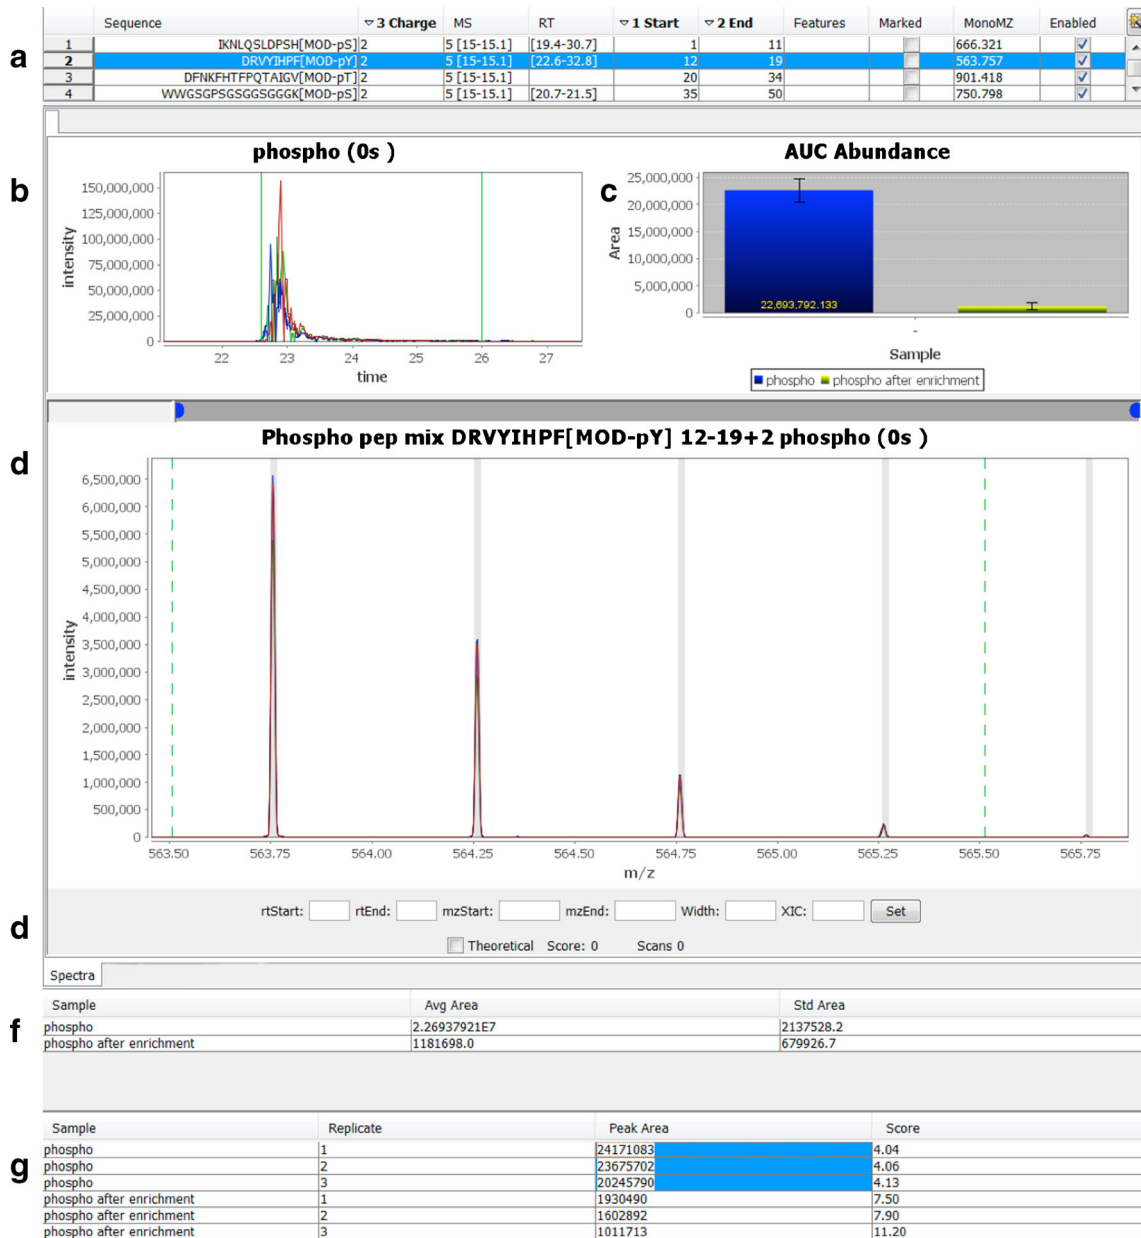 Sequence 3 Charge MS RT 1 Start 2 End Features Marked MonoMZ Enabled
a
1 IKNLQSLDPSH[MOD-pS] 2 5 [15-15.1] [19.4-30.7] 1 11 666.321
2 DRVYIHPF[MOD-pY] 2 5 [15-15.1] [22.6-32.8] 12 19 563.757
3 DFNKFHTFPQTAIGV[MOD-pT] 2 5 [15-15.1] 20 34 901.418
4 WWGSGPSGSGGSGGGK[MOD-pS] 2 5 [15-15.1] [20.7-21.5] 35 50 750.798
b
phospho (0s )
150,000,000
125,000,000
100,000,000
75,000,000
50,000,000
25,000,000
0
intensity
22 23 24 25 26 27
time
c
AUC Abundance
25,000,000
20,000,000
15,000,000
10,000,000
5,000,000
0
Area
22,693,792.133
-
Sample
phospho phospho after enrichment
d
Phospho pep mix DRVYIHPF[MOD-pY] 12-19+2 phospho (0s )
6,500,000
6,000,000
5,500,000
5,000,000
4,500,000
4,000,000
3,500,000
3,000,000
2,500,000
2,000,000
1,500,000
1,000,000
500,000
0
intensity
563.50 563.75 564.00 564.25 564.50 564.75 565.00 565.25 565.50 565.75
m/z
d
rtStart: rtEnd: mzStart: mzEnd: Width: XIC: Set
Theoretical Score: 0 Scans 0
Spectra
f
Sample Avg Area Std Area
phospho 2.26937921E7 2137528.2
phospho after enrichment 1181698.0 679926.7
g
Sample Replicate Peak Area Score
phospho 1 24171083 4.04
phospho 2 23675702 4.06
phospho 3 20245790 4.13
phospho after enrichment 1 1930490 7.50
phospho after enrichment 2 1602892 7.90
phospho after enrichment 3 1011713 11.20